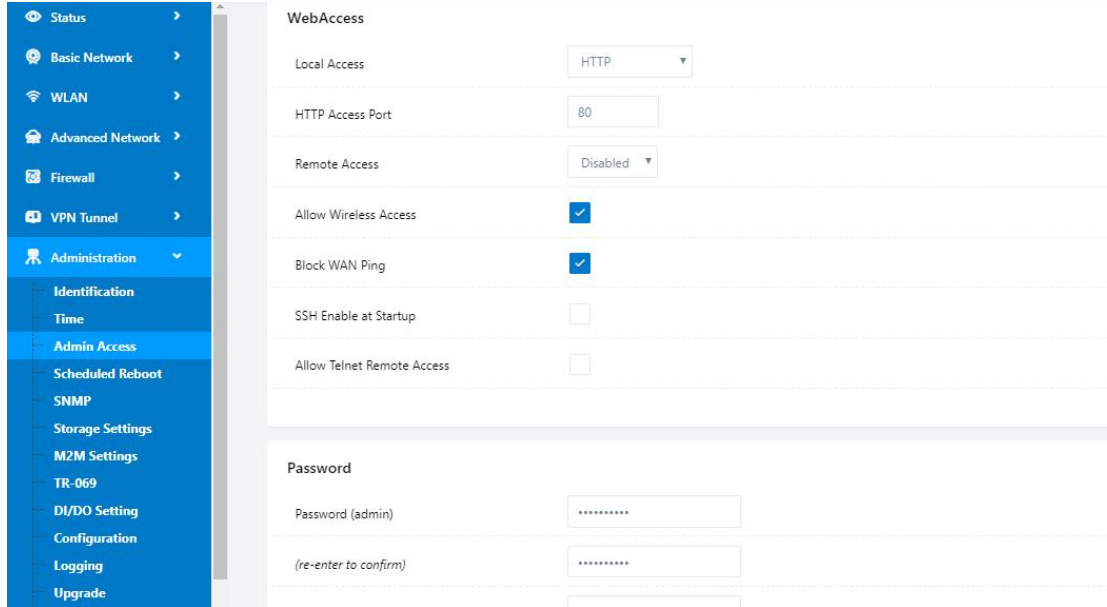 Status
Basic Network
WLAN
Advanced Network
Firewall
VPN Tunnel
Administration
Identification
Time
Admin Access
Scheduled Reboot
SNMP
Storage Settings
M2M Settings
TR-069
DI/DO Setting
Configuration
Logging
Upgrade
WebAccess
Local Access HTTP
HTTP Access Port 80
Remote Access Disabled
Allow Wireless Access
Block WAN Ping
SSH Enable at Startup
Allow Telnet Remote Access
Password
Password (admin) ••••••••••
(re-enter to confirm) ••••••••••